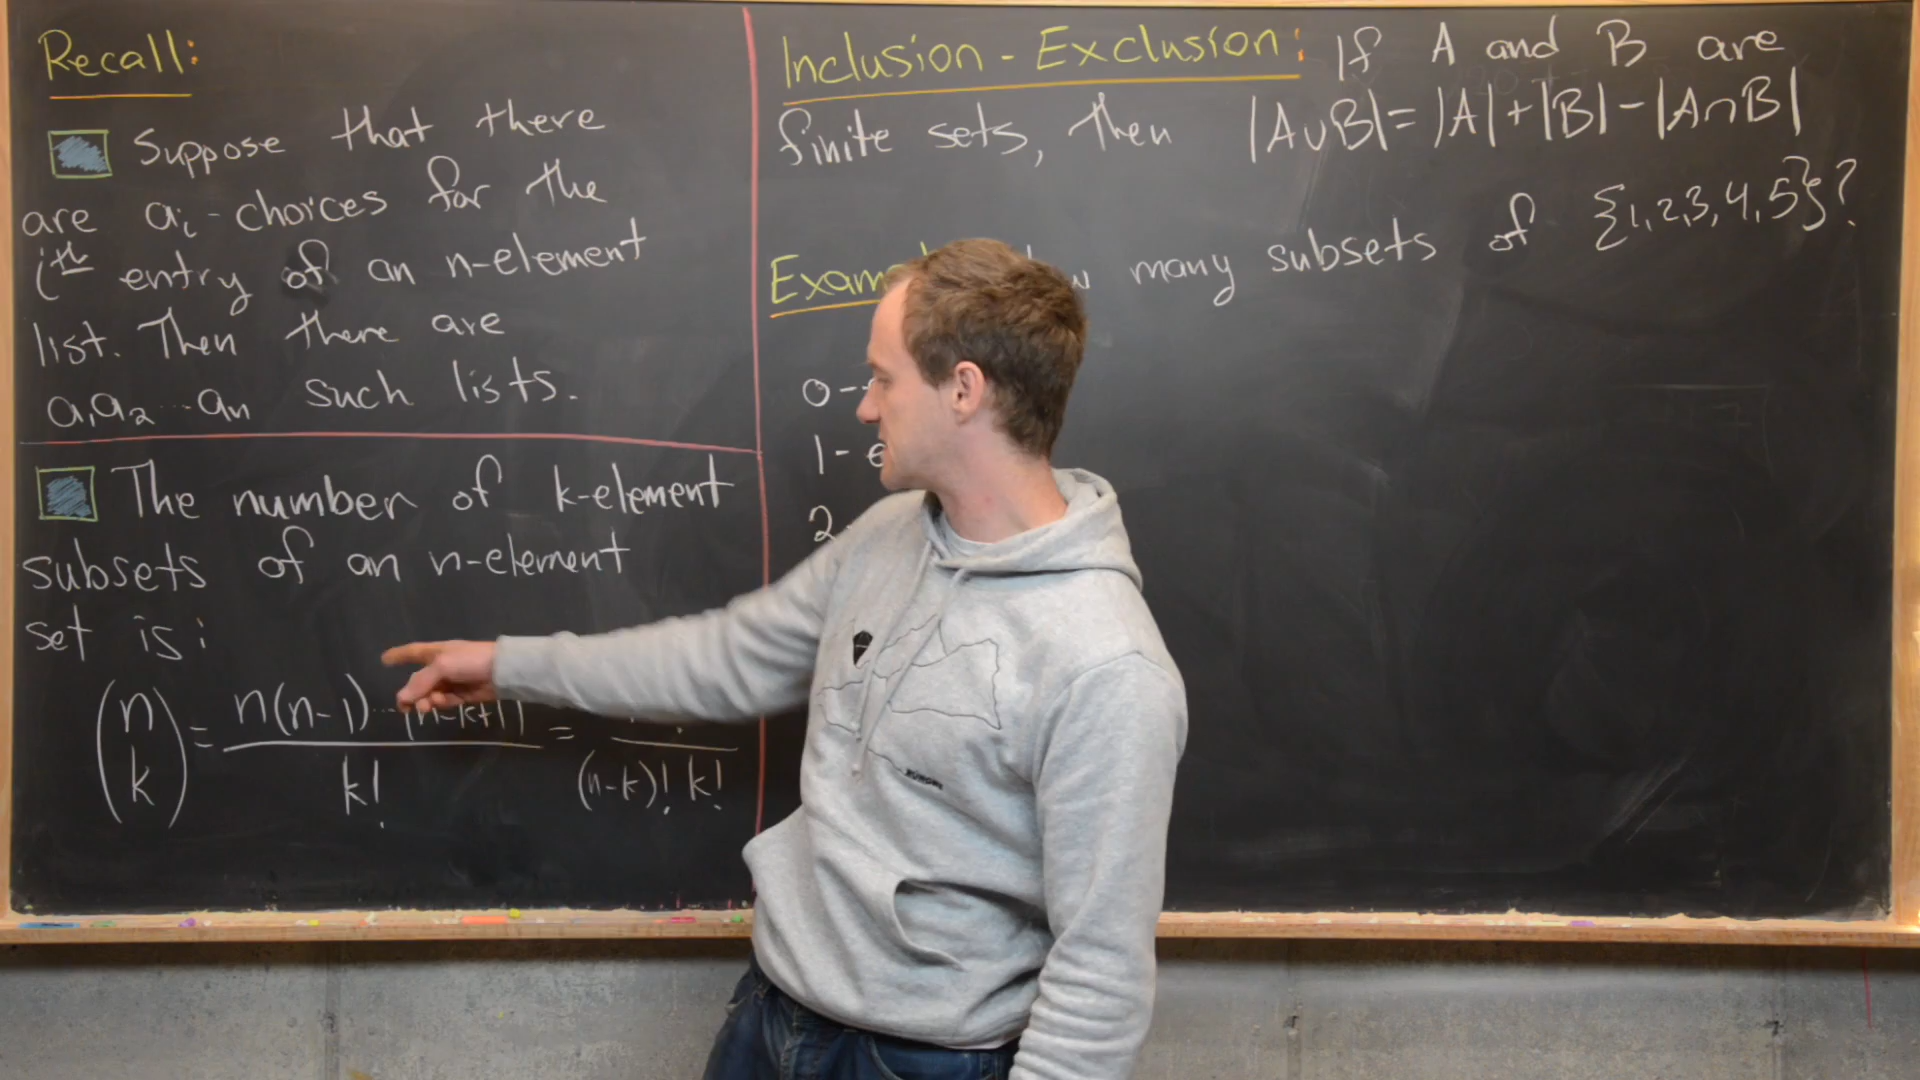 Recall:
Suppose that there
are aᵢ-choices for the
iᵗʰ entry of an n-element
list. Then there are
a₁a₂...aₙ such lists.
The number of k-element
subsets of an n-element
set is:
(n k) = n(n-1)...(n-k+1) / k! = / (n-k)! k!
Inclusion-Exclusion: If A and B are
finite sets, then |A∪B|=|A|+|B|-|A∩B|
many subsets of {1,2,3,4,5}?
0-
1-
2-